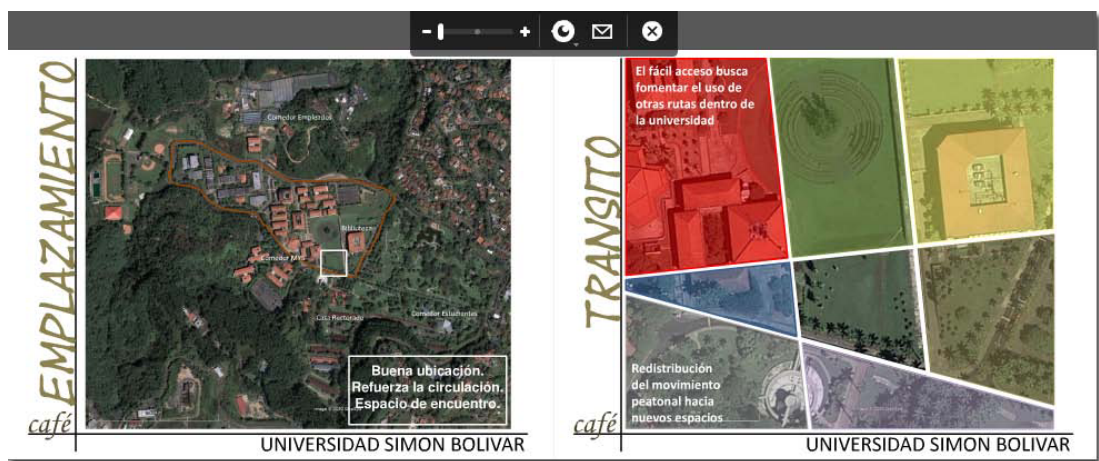 EMPLAZAMIENTO
Comedor Empleados
Biblioteca
Comedor MYS
Casa Rectorado
Comedor Estudiantes
Buena ubicación.
Refuerza la circulación.
Espacio de encuentro.
café
UNIVERSIDAD SIMON BOLIVAR
TRANSITO
El fácil acceso busca
fomentar el uso de
otras rutas dentro de
la universidad
Redistribución
del movimiento
peatonal hacia
nuevos espacios
café
UNIVERSIDAD SIMON BOLIVAR